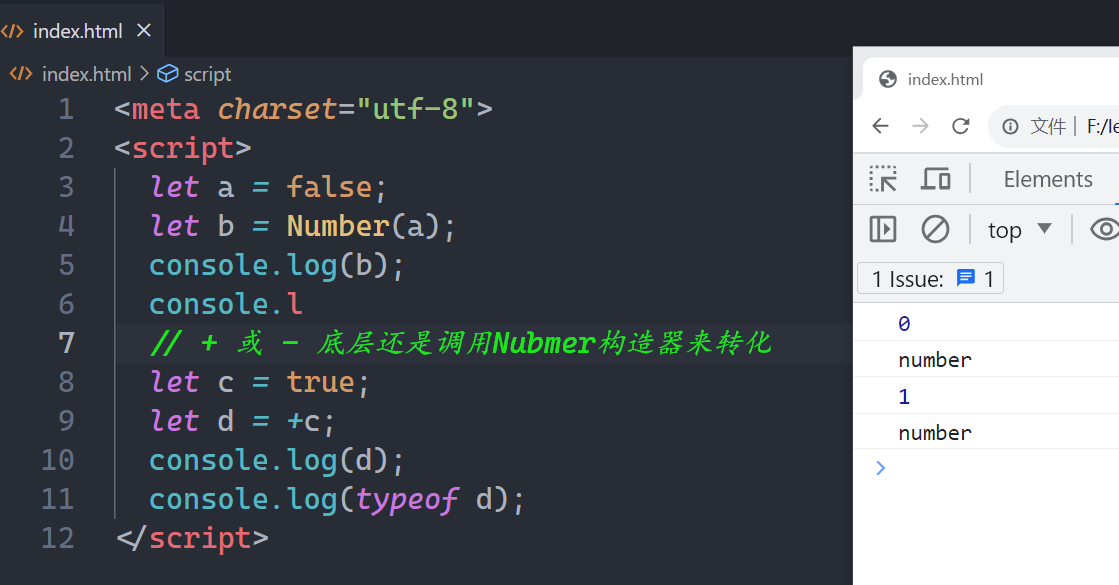 index.html
index.html > script
1 <meta charset="utf-8">
2 <script>
3 let a = false;
4 let b = Number(a);
5 console.log(b);
6 console.l
7 // + 或 - 底层还是调用Nubmer构造器来转化
8 let c = true;
9 let d = +c;
10 console.log(d);
11 console.log(typeof d);
12 </script>
index.html
文件 F:/le
Elements
top
1 Issue: 1
0
number
1
number